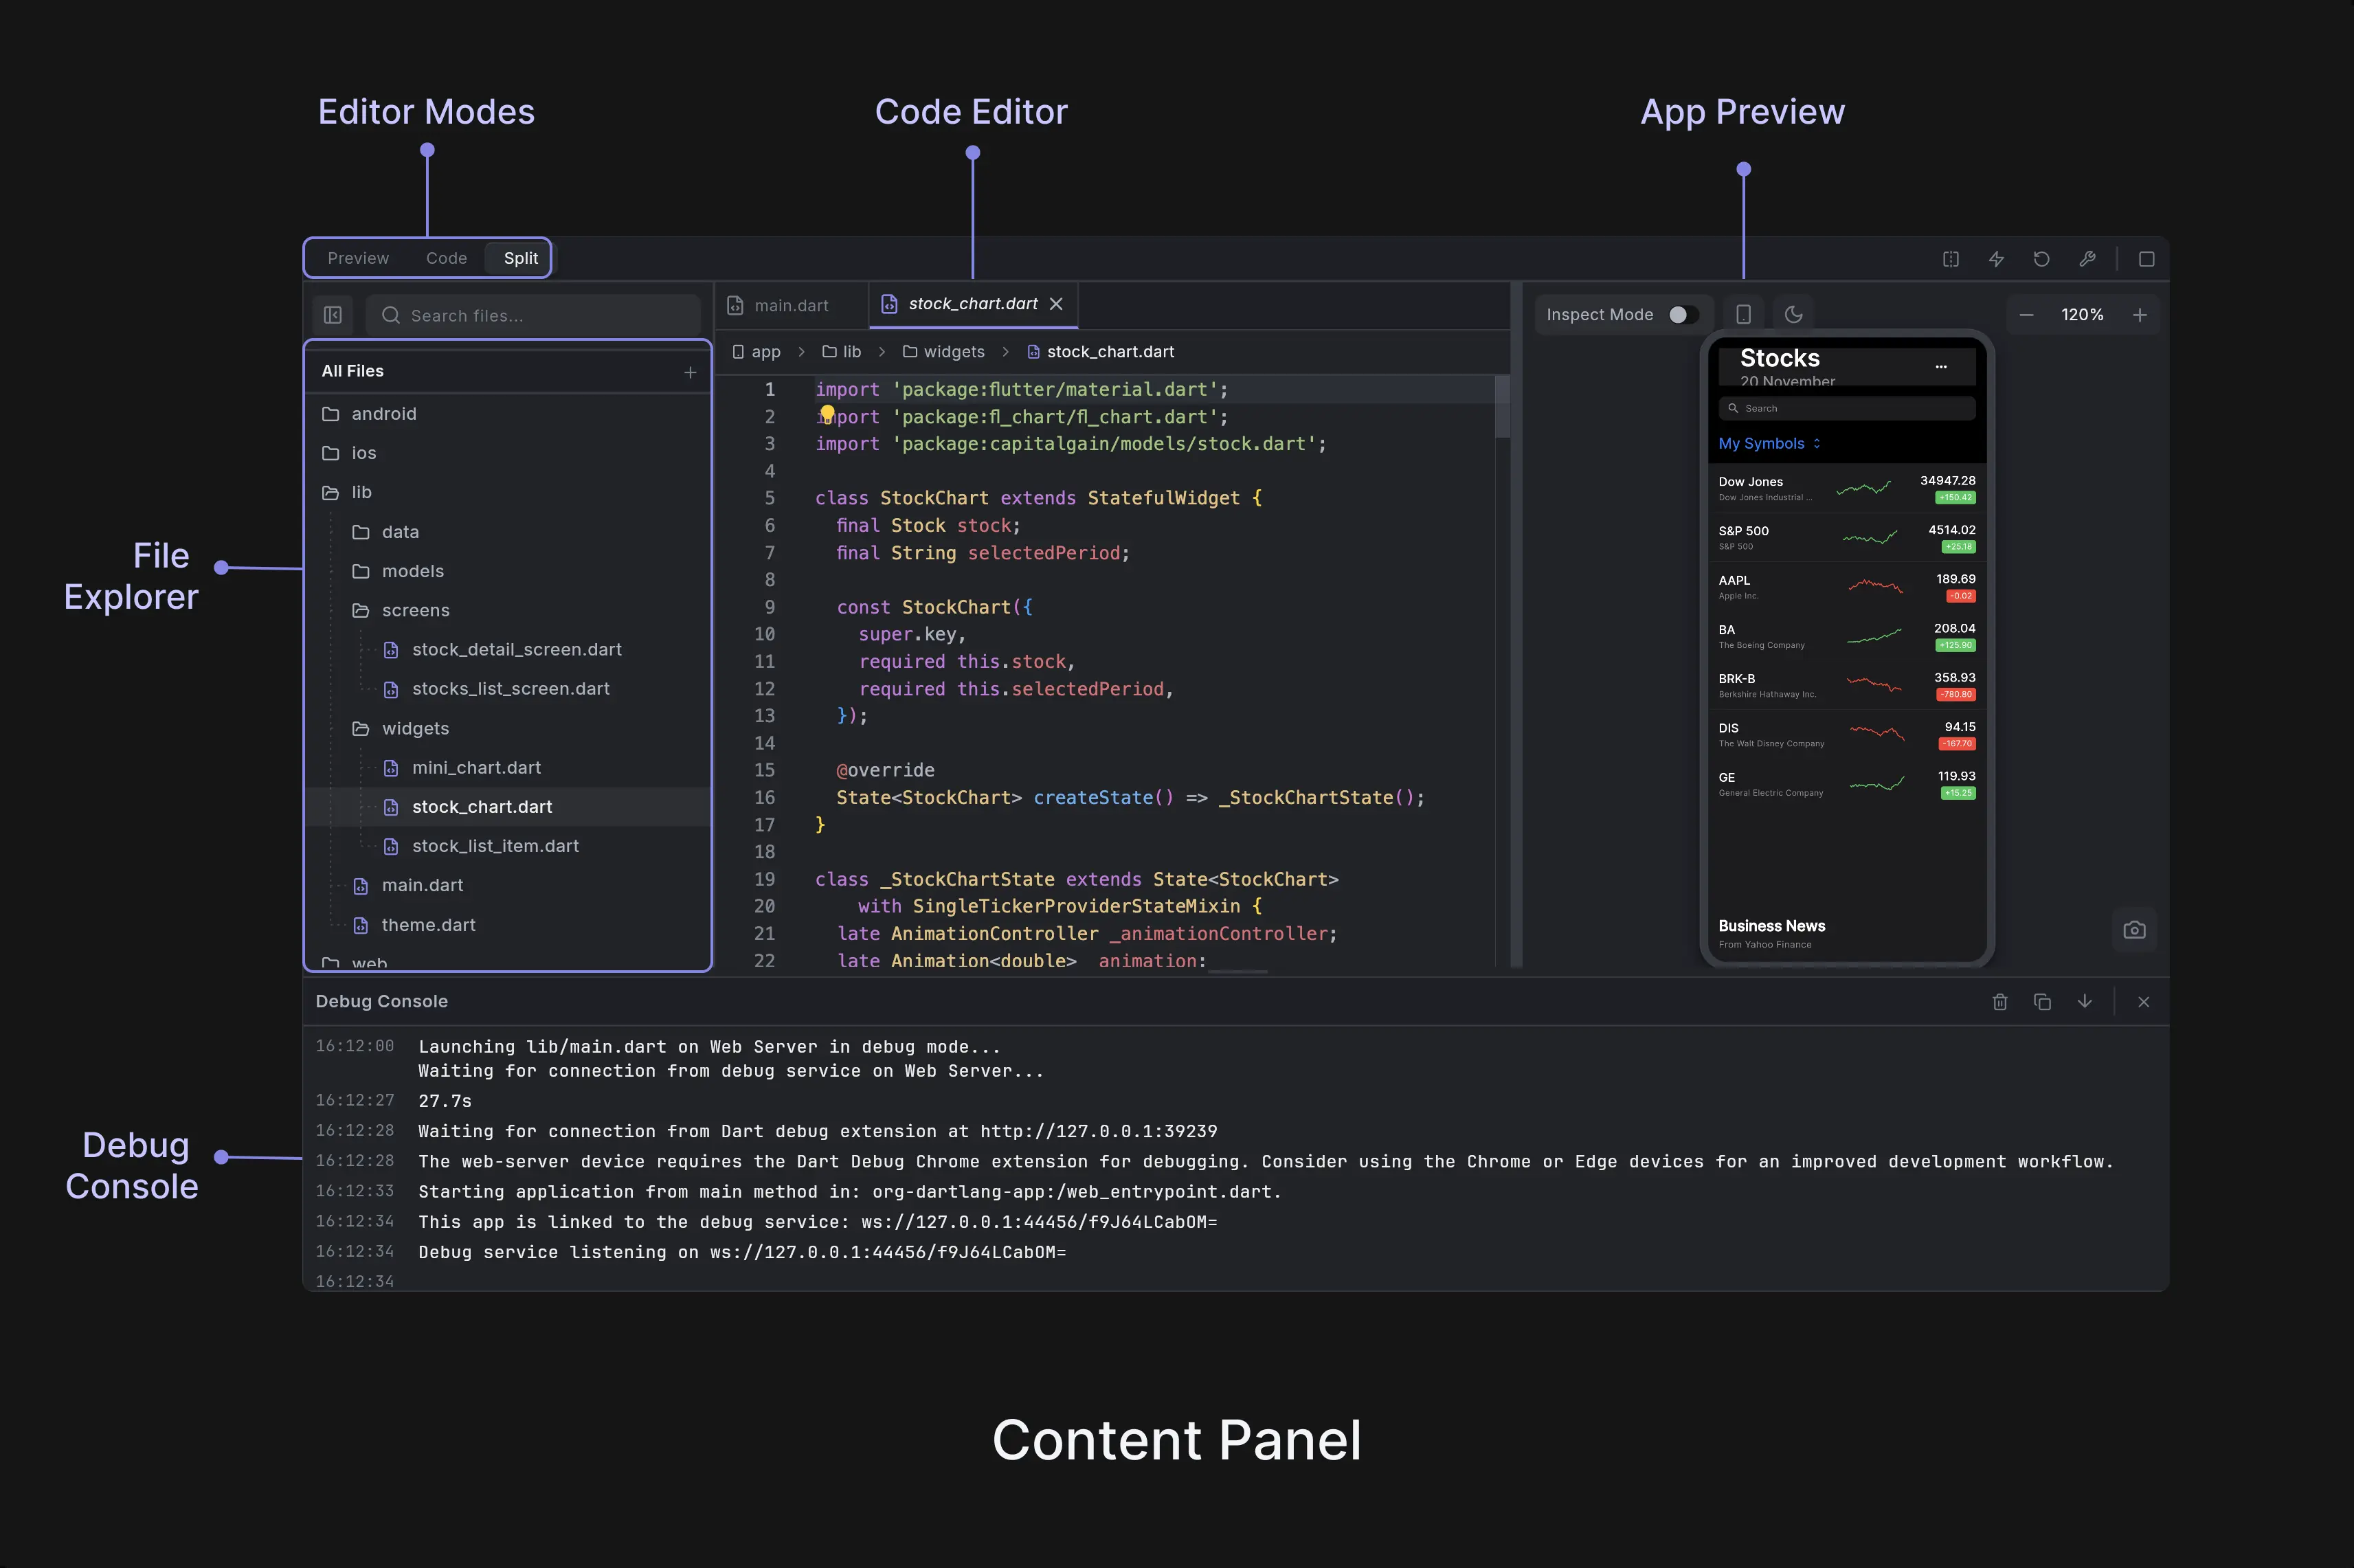 Editor Modes
Code Editor
App Preview
Preview
Code
Split
Search files...
All Files
android
ios
lib
data
models
screens
stock_detail_screen.dart
stocks_list_screen.dart
widgets
mini_chart.dart
stock_chart.dart
stock_list_item.dart
main.dart
theme.dart
web
File
Explorer
main.dart
stock_chart.dart
app > lib > widgets > stock_chart.dart
1 import 'package:flutter/material.dart';
2 import 'package:fl_chart/fl_chart.dart';
3 import 'package:capitalgain/models/stock.dart';
4
5 class StockChart extends StatefulWidget {
6 final Stock stock;
7 final String selectedPeriod;
8
9 const StockChart({
10 super.key,
11 required this.stock,
12 required this.selectedPeriod,
13 });
14
15 @override
16 State<StockChart> createState() => _StockChartState();
17 }
18
19 class _StockChartState extends State<StockChart>
20 with SingleTickerProviderStateMixin {
21 late AnimationController _animationController;
22 late Animation<double> _animation;
Inspect Mode
120%
Stocks
20 November
Search
My Symbols
Dow Jones 34947.28
Dow Jones Industrial ... +150.42
S&P 500 4514.02
S&P 500 +25.18
AAPL 189.69
Apple Inc. -0.02
BA 208.04
The Boeing Company +125.90
BRK-B 358.93
Berkshire Hathaway Inc. -780.80
DIS 94.15
The Walt Disney Company -167.70
GE 119.93
General Electric Company +15.25
Business News
From Yahoo Finance
Debug Console
16:12:00 Launching lib/main.dart on Web Server in debug mode...
Waiting for connection from debug service on Web Server...
16:12:27 27.7s
16:12:28 Waiting for connection from Dart debug extension at http://127.0.0.1:39239
16:12:28 The web-server device requires the Dart Debug Chrome extension for debugging. Consider using the Chrome or Edge devices for an improved development workflow.
16:12:33 Starting application from main method in: org-dartlang-app:/web_entrypoint.dart.
16:12:34 This app is linked to the debug service: ws://127.0.0.1:44456/f9J64LCabOM=
16:12:34 Debug service listening on ws://127.0.0.1:44456/f9J64LCabOM=
16:12:34
Debug
Console
Content Panel